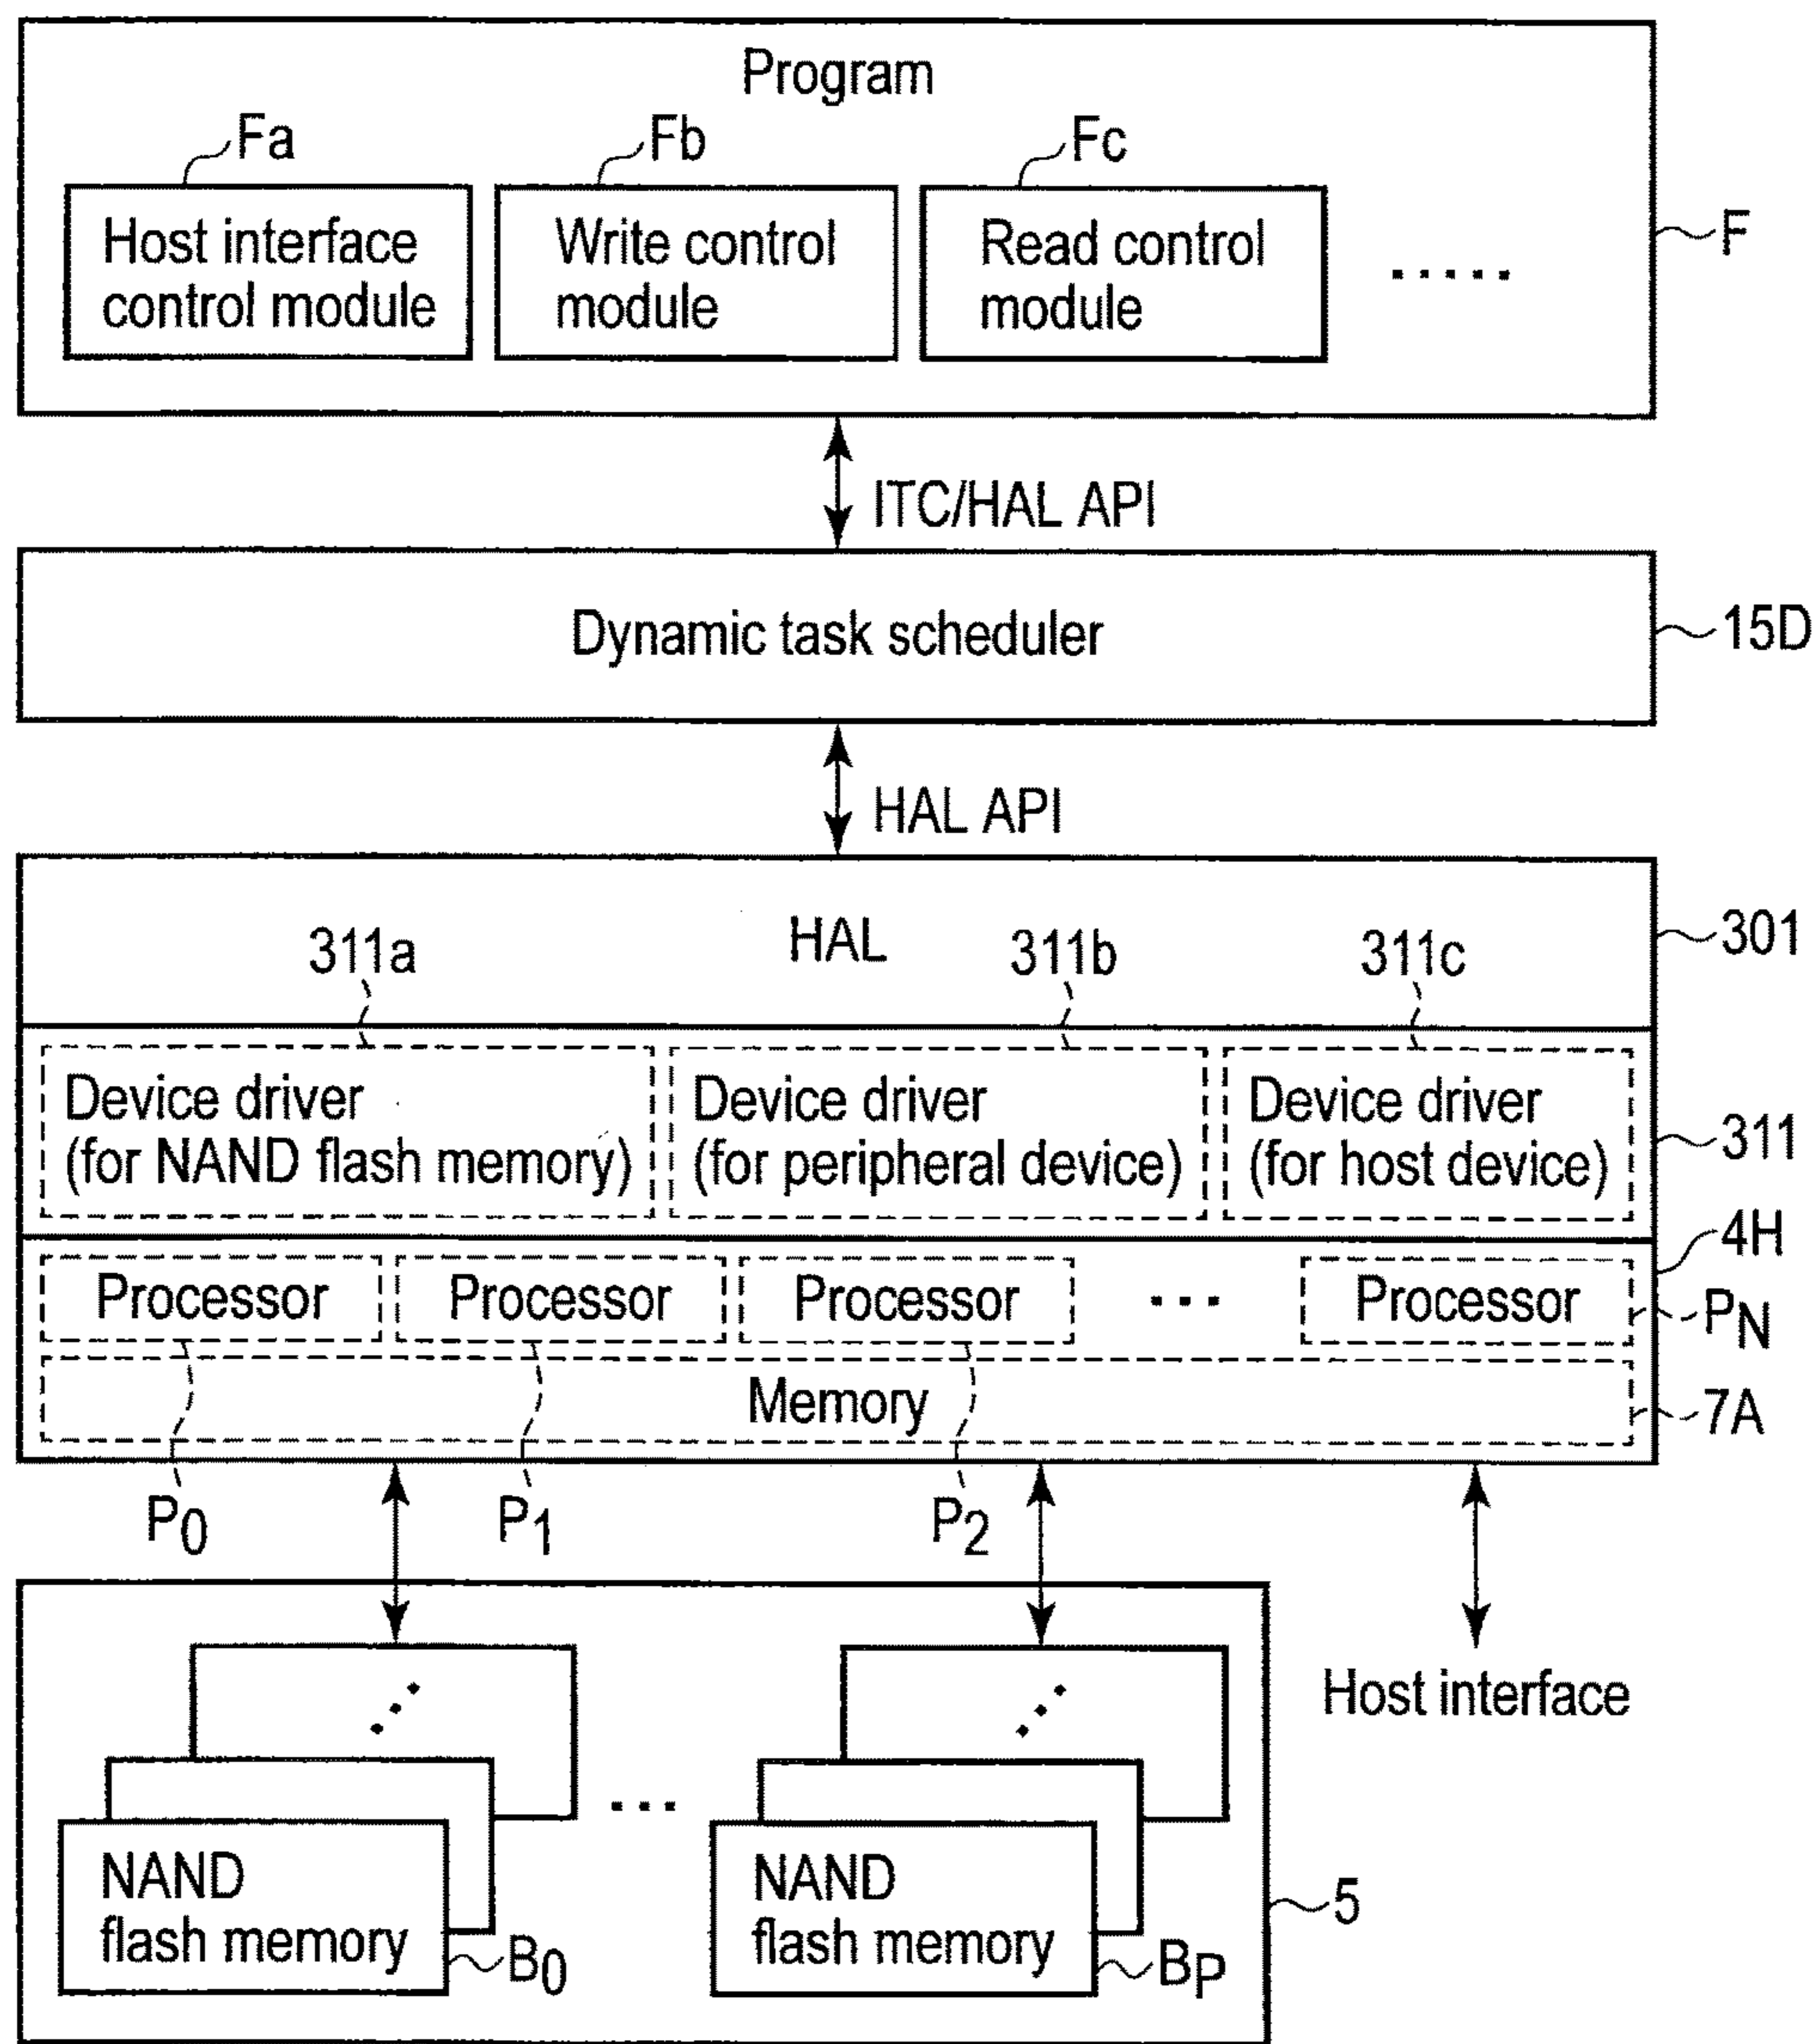 Program
Fa
Fb
Fc
Host interface
control module
Write control
module
Read control
module
.....
F
ITC/HAL API
Dynamic task scheduler
15D
HAL API
HAL
301
311a
311b
311c
Device driver
(for NAND flash memory)
Device driver
(for peripheral device)
Device driver
(for host device)
311
4H
Processor
Processor
Processor
...
Processor
PN
Memory
7A
P0
P1
P2
Host interface
...
NAND
flash memory
B0
NAND
flash memory
BP
5